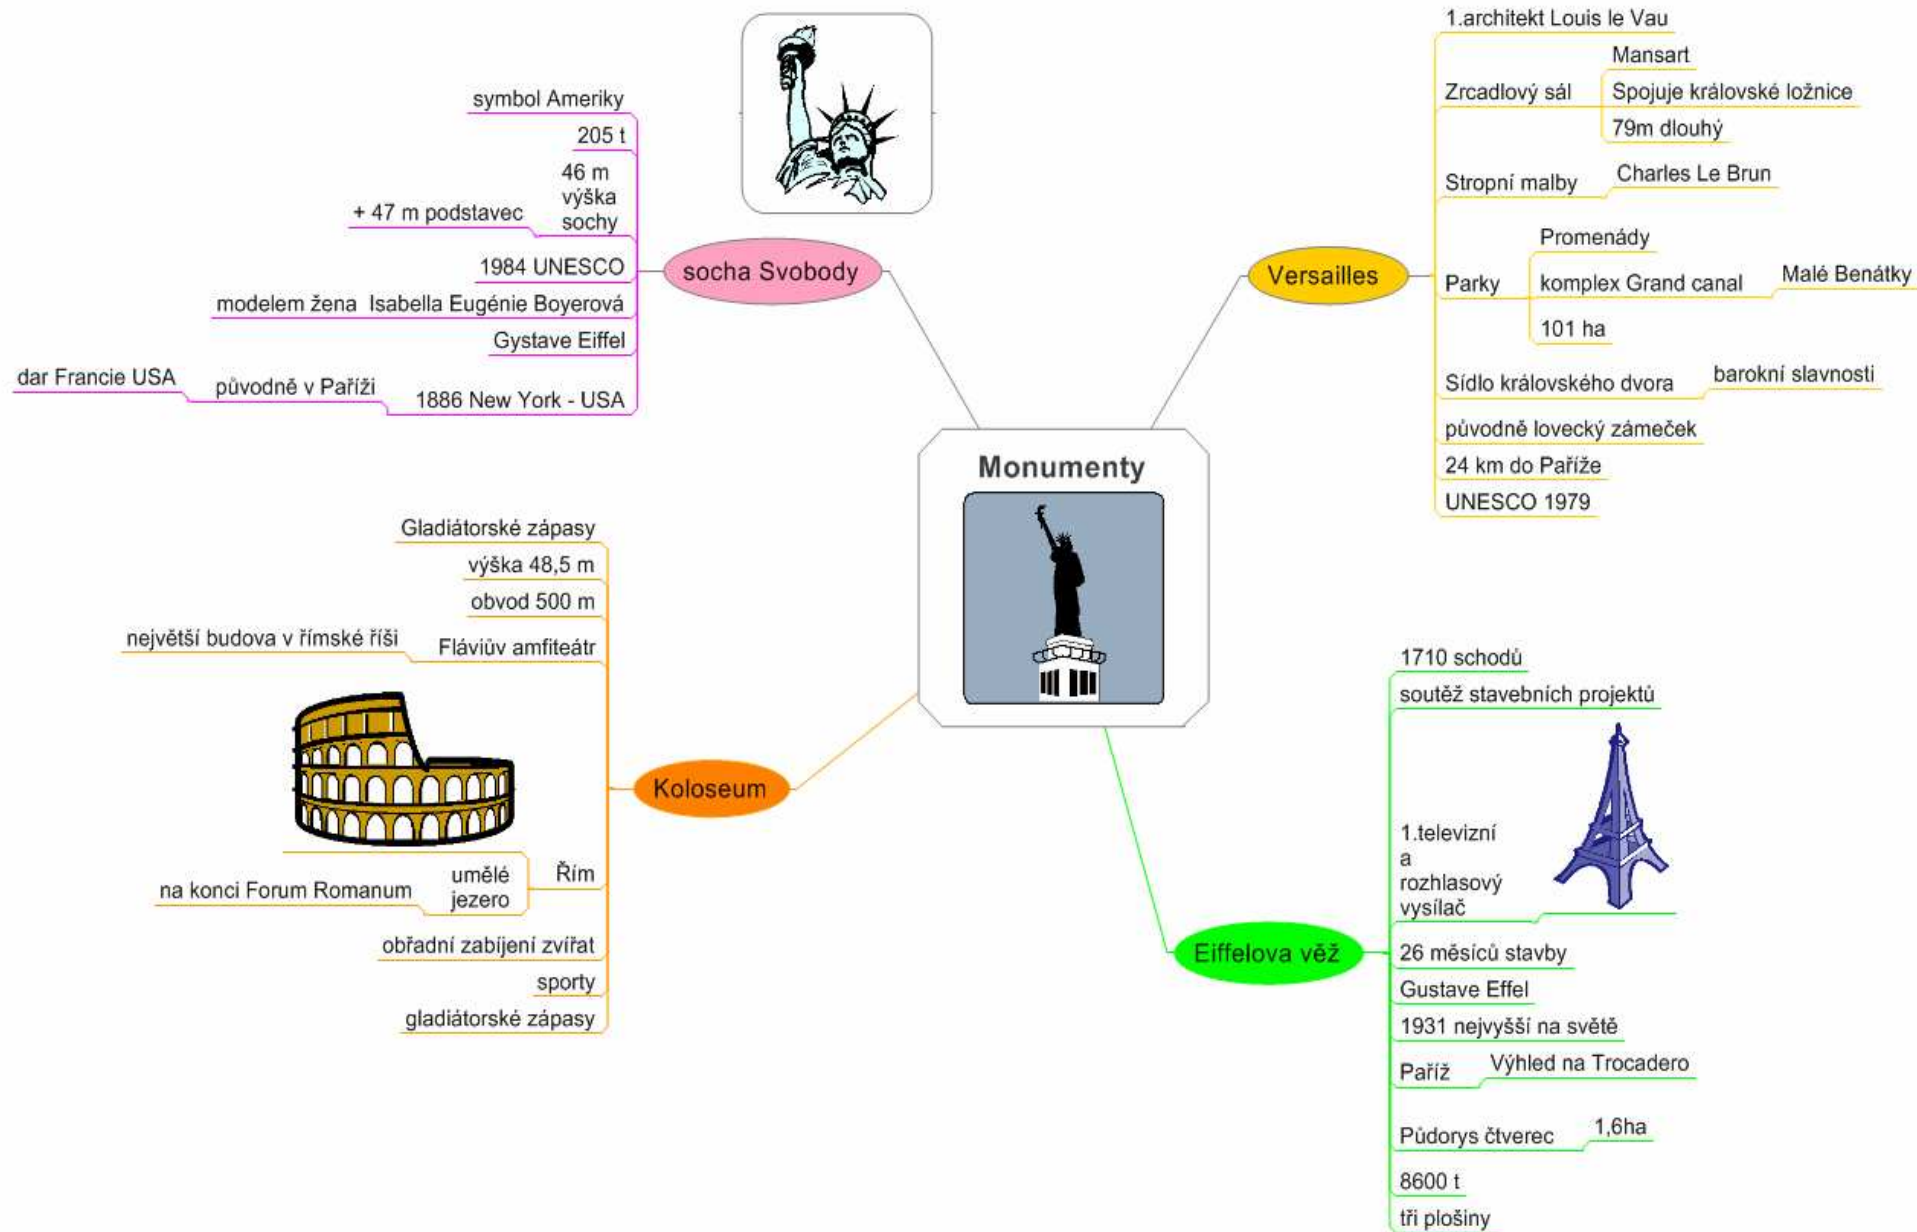 Monumenty
socha Svobody
symbol Ameriky
205 t
46 m
výška
sochy
+ 47 m podstavec
1984 UNESCO
modelem žena  Isabella Eugénie Boyerová
Gystave Eiffel
1886 New York - USA
původně v Paříži
dar Francie USA
Versailles
1.architekt Louis le Vau
Zrcadlový sál
Mansart
Spojuje královské ložnice
79m dlouhý
Stropní malby
Charles Le Brun
Parky
Promenády
komplex Grand canal
Malé Benátky
101 ha
Sídlo královského dvora
barokní slavnosti
původně lovecký zámeček
24 km do Paříže
UNESCO 1979
Koloseum
Gladiátorské zápasy
výška 48,5 m
obvod 500 m
Fláviův amfiteátr
největší budova v římské říši
Řím
umělé
jezero
na konci Forum Romanum
obřadní zabíjení zvířat
sporty
gladiátorské zápasy
Eiffelova věž
1710 schodů
soutěž stavebních projektů
1.televizní
a
rozhlasový
vysílač
26 měsíců stavby
Gustave Effel
1931 nejvyšší na světě
Paříž
Výhled na Trocadero
Půdorys čtverec
1,6ha
8600 t
tři plošiny